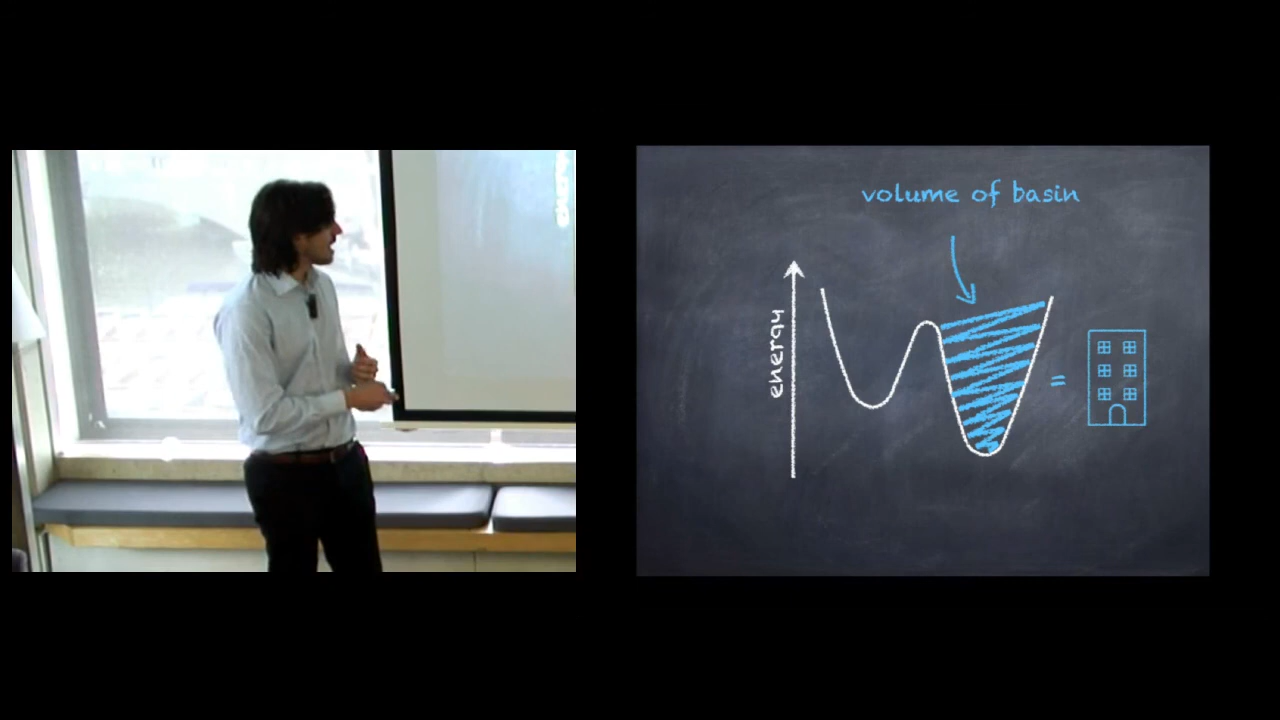 volume of basin
energy
=